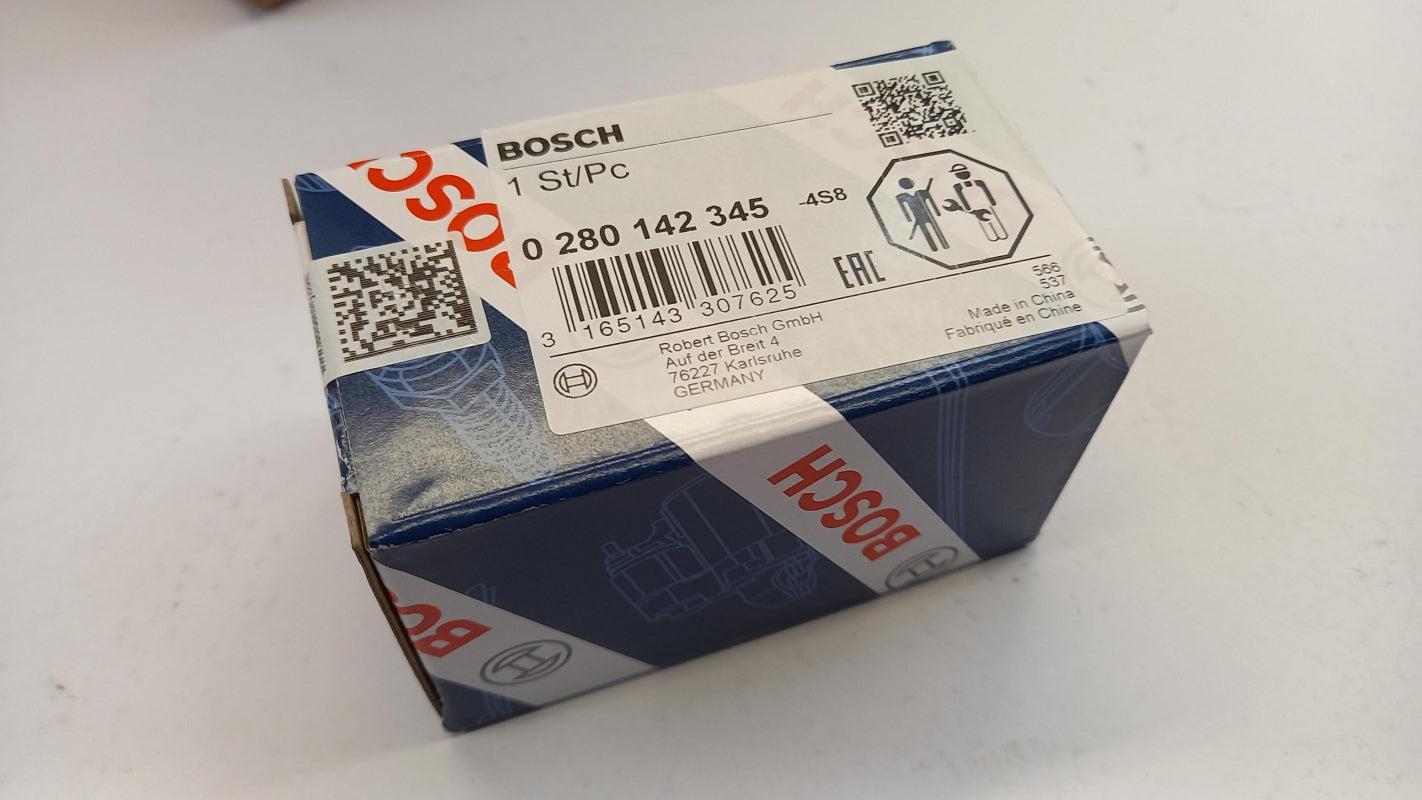 BOSCH
1 St/Pc
0 280 142 345 -4S8
3 165143 307625
EAC
566
537
Made in China
Fabriqué en Chine
Robert Bosch GmbH
Auf der Breit 4
76227 Karlsruhe
GERMANY
BOSCH
BOSCH